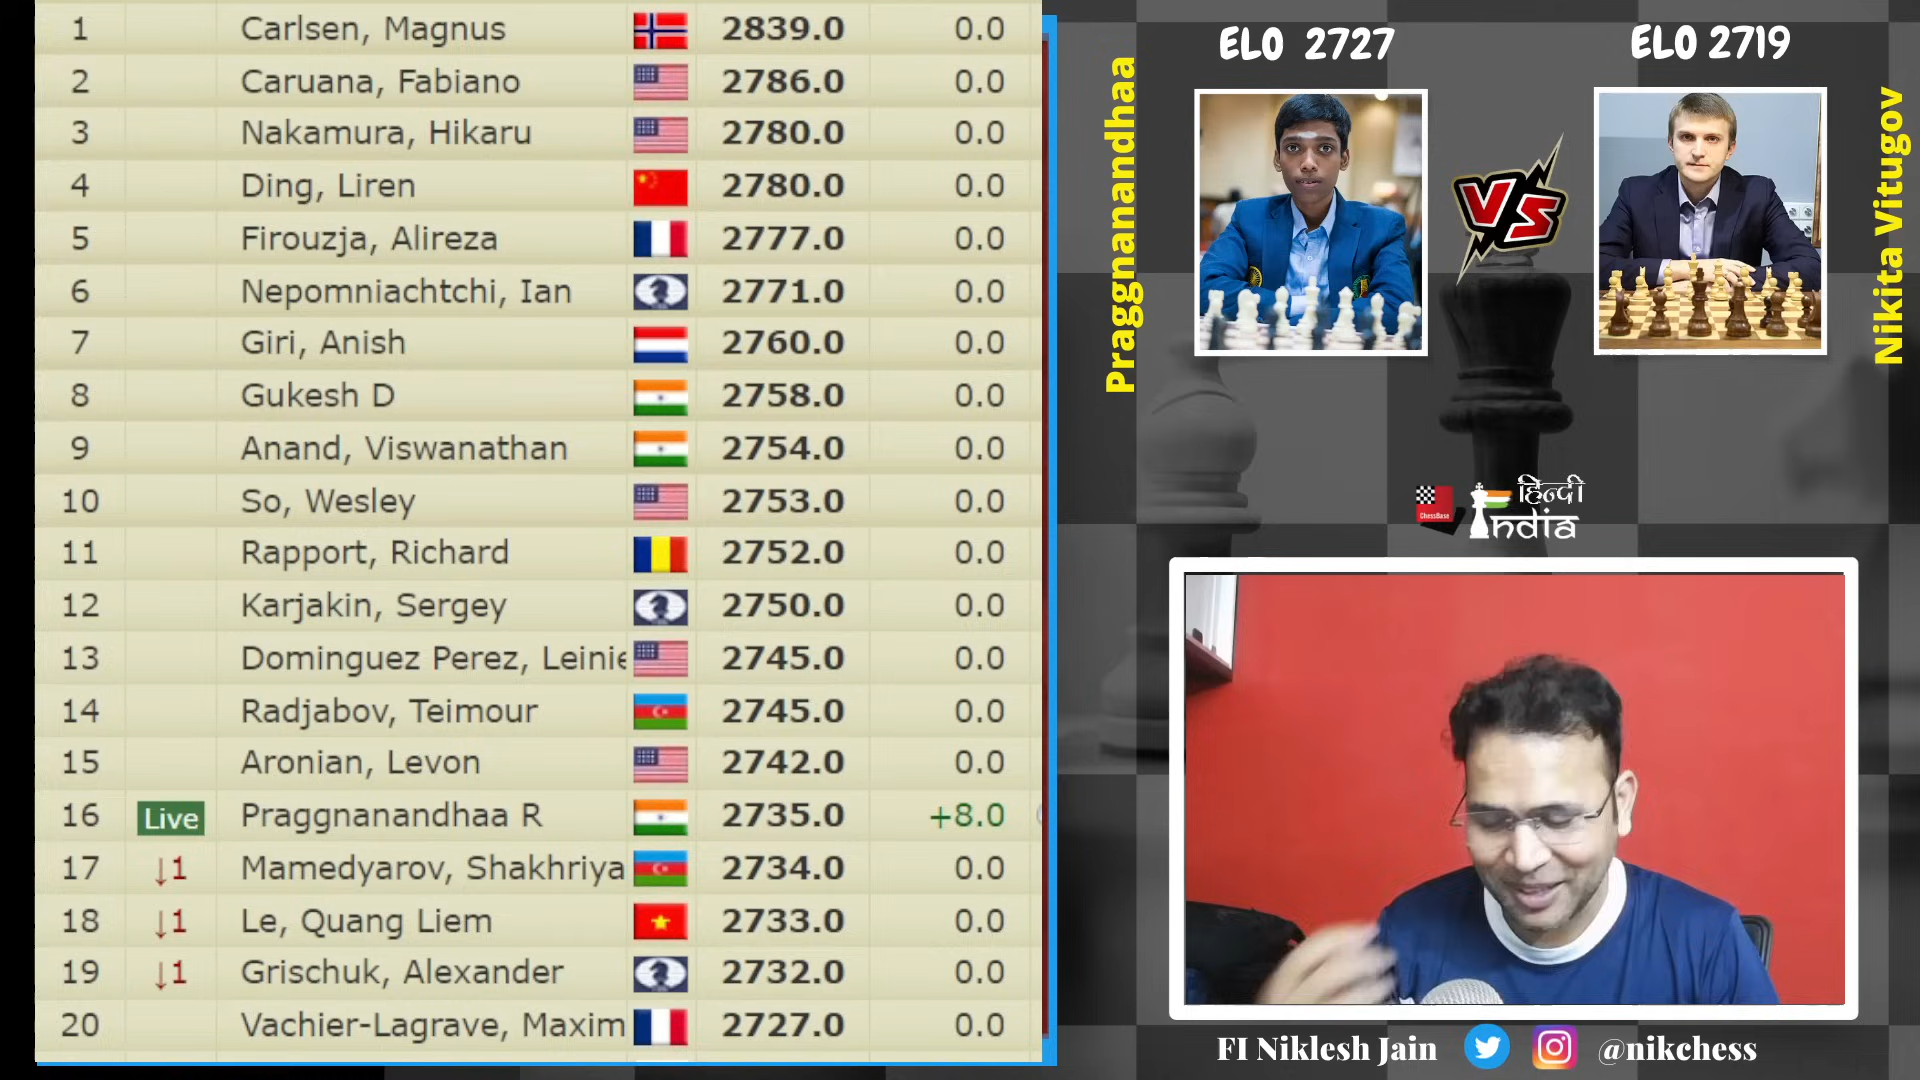 1 Carlsen, Magnus 2839.0 0.0
2 Caruana, Fabiano 2786.0 0.0
3 Nakamura, Hikaru 2780.0 0.0
4 Ding, Liren 2780.0 0.0
5 Firouzja, Alireza 2777.0 0.0
6 Nepomniachtchi, Ian 2771.0 0.0
7 Giri, Anish 2760.0 0.0
8 Gukesh D 2758.0 0.0
9 Anand, Viswanathan 2754.0 0.0
10 So, Wesley 2753.0 0.0
11 Rapport, Richard 2752.0 0.0
12 Karjakin, Sergey 2750.0 0.0
13 Dominguez Perez, Leinie 2745.0 0.0
14 Radjabov, Teimour 2745.0 0.0
15 Aronian, Levon 2742.0 0.0
16 Live Praggnanandhaa R 2735.0 +8.0
17 ↓1 Mamedyarov, Shakhriya 2734.0 0.0
18 ↓1 Le, Quang Liem 2733.0 0.0
19 ↓1 Grischuk, Alexander 2732.0 0.0
20 Vachier-Lagrave, Maxim 2727.0 0.0
ELO 2727
ELO 2719
Praggnanandhaa
VS
Nikita Vitugov
ChessBase
हिन्दी
India
FI Niklesh Jain @nikchess